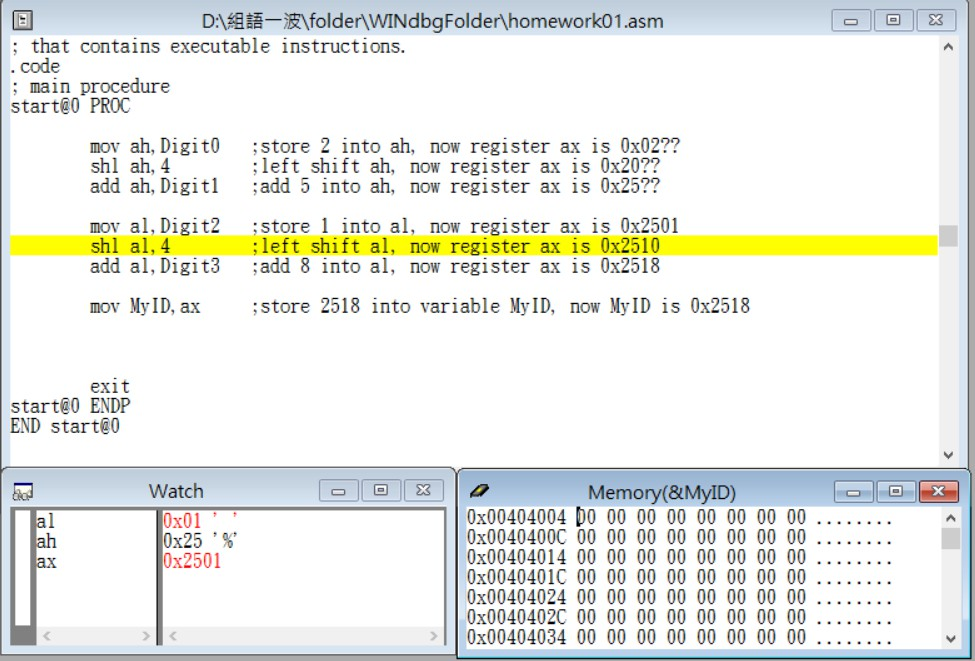 D:\組語一波\folder\WINdbgFolder\homework01.asm
; that contains executable instructions.
.code
; main procedure
start@0 PROC
mov ah,Digit0 ;store 2 into ah, now register ax is 0x02??
shl ah,4 ;left shift ah, now register ax is 0x20??
add ah,Digit1 ;add 5 into ah, now register ax is 0x25??
mov al,Digit2 ;store 1 into al, now register ax is 0x2501
shl al,4 ;left shift al, now register ax is 0x2510
add al,Digit3 ;add 8 into al, now register ax is 0x2518
mov MyID,ax ;store 2518 into variable MyID, now MyID is 0x2518
exit
start@0 ENDP
END start@0
Watch
al 0x01 ' '
ah 0x25 '%'
ax 0x2501
Memory(&MyID)
0x00404004 00 00 00 00 00 00 00 00 ........
0x0040400C 00 00 00 00 00 00 00 00 ........
0x00404014 00 00 00 00 00 00 00 00 ........
0x0040401C 00 00 00 00 00 00 00 00 ........
0x00404024 00 00 00 00 00 00 00 00 ........
0x0040402C 00 00 00 00 00 00 00 00 ........
0x00404034 00 00 00 00 00 00 00 00 ........